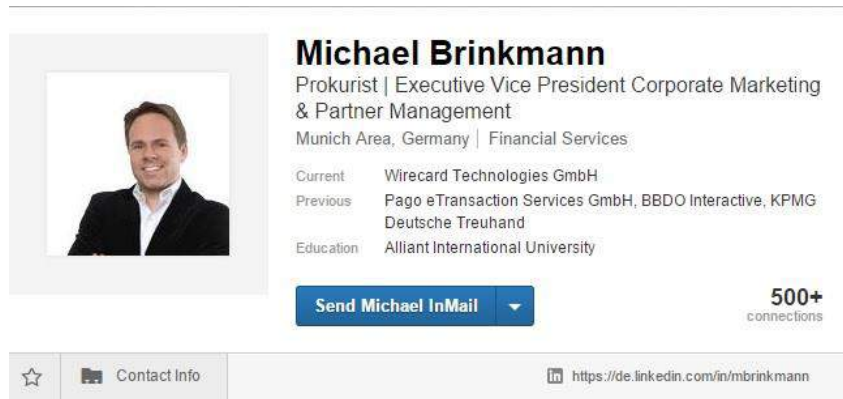 Michael Brinkmann
Prokurist | Executive Vice President Corporate Marketing
& Partner Management
Munich Area, Germany | Financial Services
Current Wirecard Technologies GmbH
Previous Pago eTransaction Services GmbH, BBDO Interactive, KPMG
Deutsche Treuhand
Education Alliant International University
Send Michael InMail
500+
connections
Contact Info
in https://de.linkedin.com/in/mbrinkmann